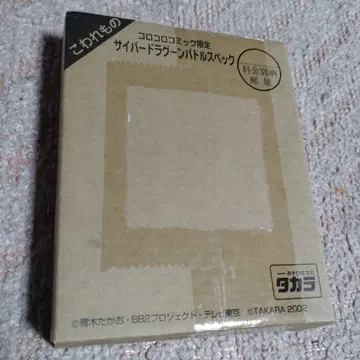 こわれもの
コロコロコミック限定
サイバードラグーンバトルスペック
料金別納
郵便
タカラ
©青木たかお・BB2プロジェクト・テレビ東京 ©TAKARA 2002